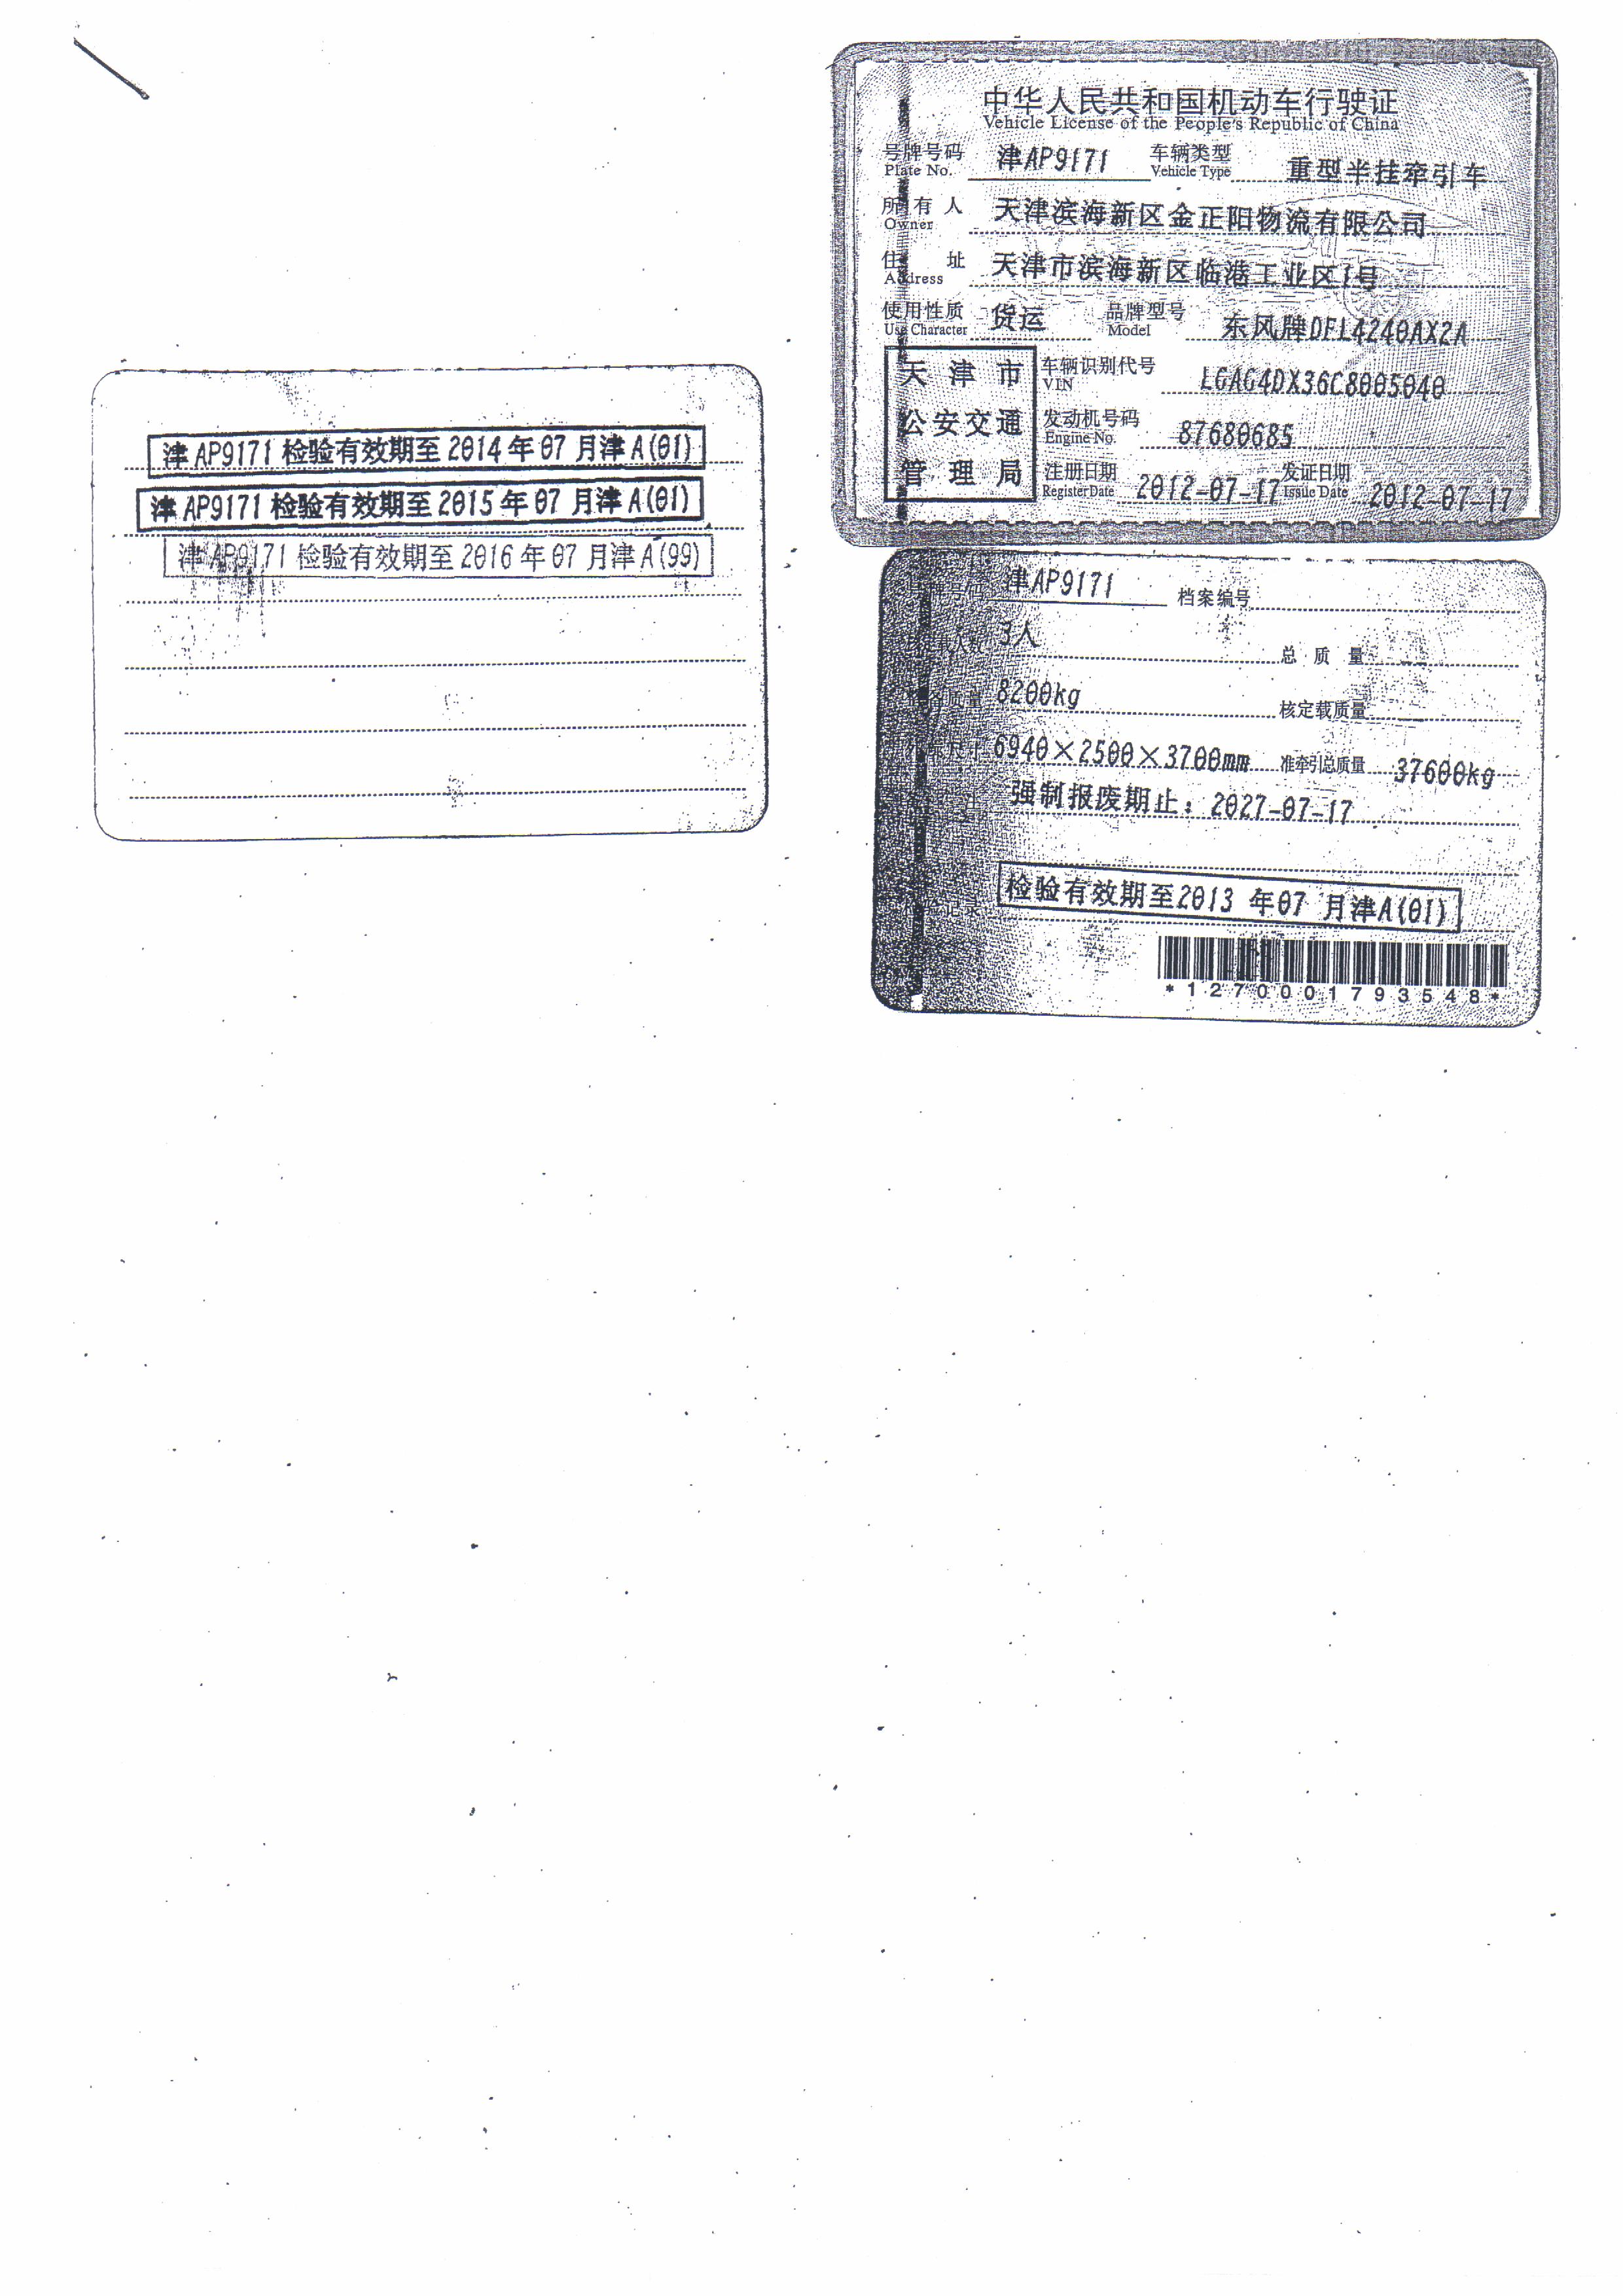 中华人民共和国机动车行驶证
Vehicle License of the People's Republic of China
号牌号码 津AP9171 车辆类型 重型半挂牵引车
Plate No. Vehicle Type
所有人 天津滨海新区金正阳物流有限公司
Owner
住址 天津市滨海新区临港工业区1号
Address
使用性质 货运 品牌型号 东风牌DFL4240AX2A
Use Character Model
天津市
公安交通
管理局
车辆识别代号 LGAG4DX36C8005040
VIN
发动机号码 87680685
Engine No.
注册日期 2012-07-17 发证日期 2012-07-17
Register Date Issue Date
津AP9171检验有效期至2014年07月津A(01)
津AP9171检验有效期至2015年07月津A(01)
津AP9171检验有效期至2016年07月津A(99)
号牌号码 津AP9171 档案编号
3人 总质量
质量 8200kg 核定载质量
尺寸 6940×2500×3700mm 准牵引总质量 37600kg
强制报废期止：2027-07-17
记录 检验有效期至2013年07月津A(01)
*1270001793548*